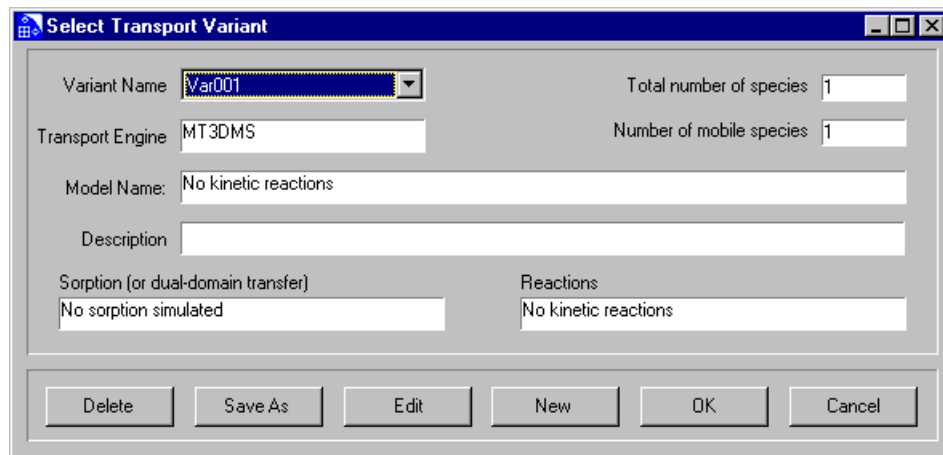 Select Transport Variant
Variant Name Var001 Total number of species 1
Transport Engine MT3DMS Number of mobile species 1
Model Name: No kinetic reactions
Description
Sorption (or dual-domain transfer) Reactions
No sorption simulated No kinetic reactions
Delete Save As Edit New OK Cancel